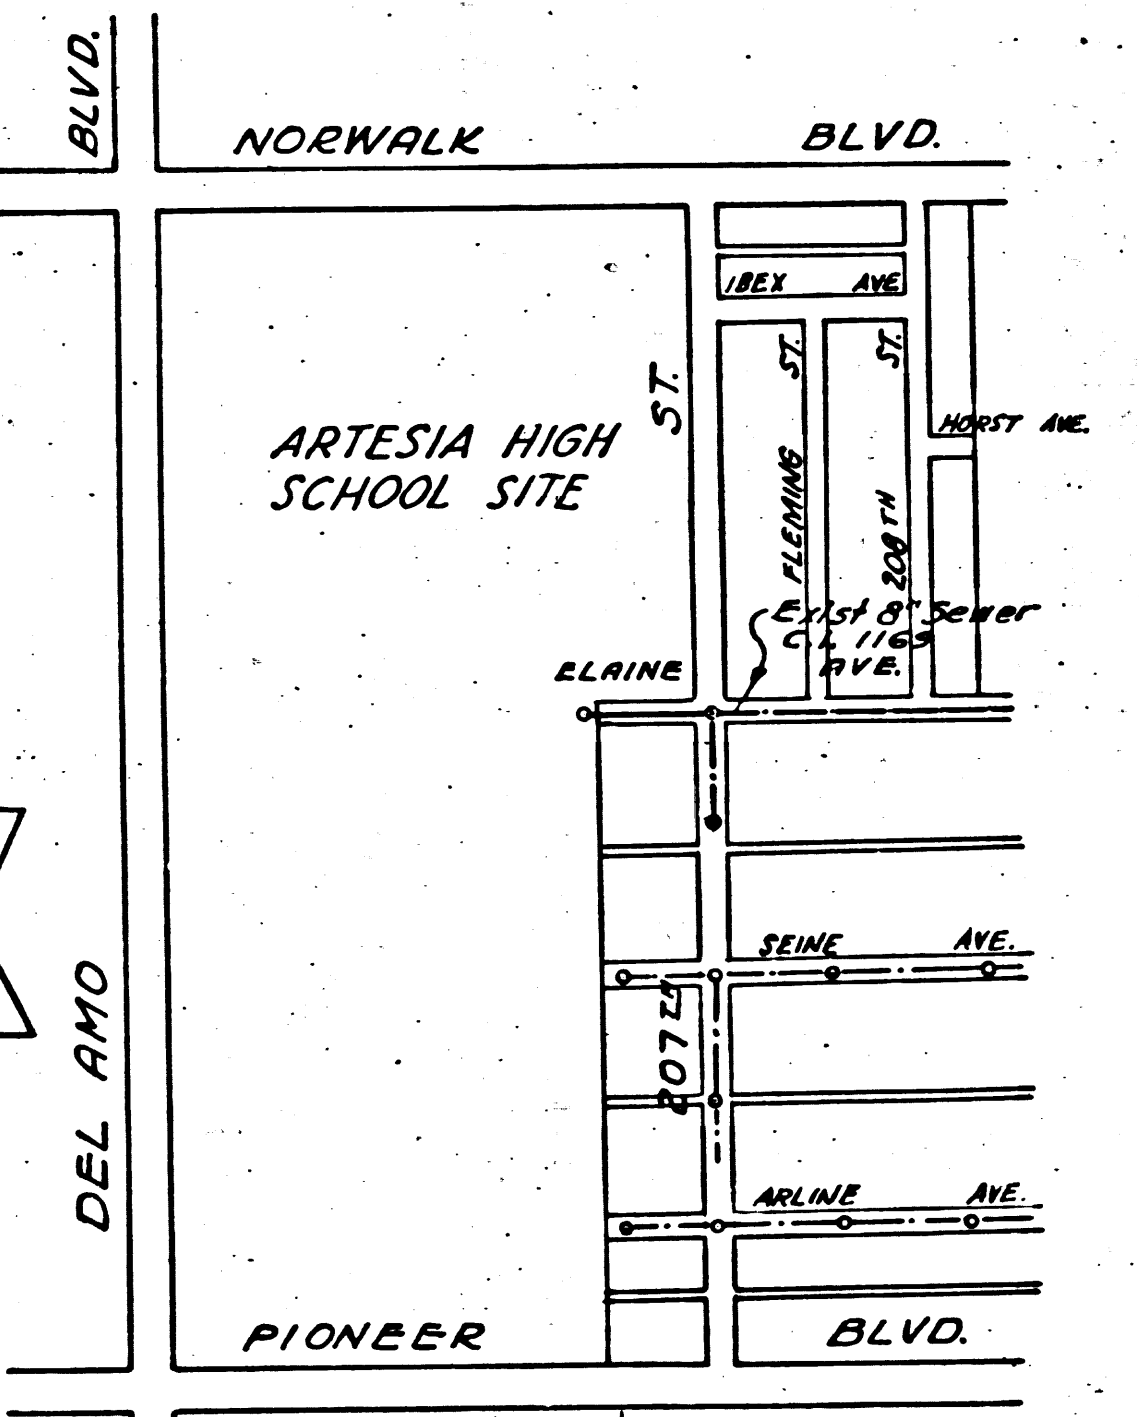 BLVD.
NORWALK BLVD.
IBEX AVE
ST.
ST.
ST.
HORST AVE.
ARTESIA HIGH
SCHOOL SITE
FLEMING
208TH
Exist 8" Sewer
C.I. 1169
ELAINE AVE.
SEINE AVE.
207TH
DEL AMO
ARLINE AVE.
PIONEER BLVD.